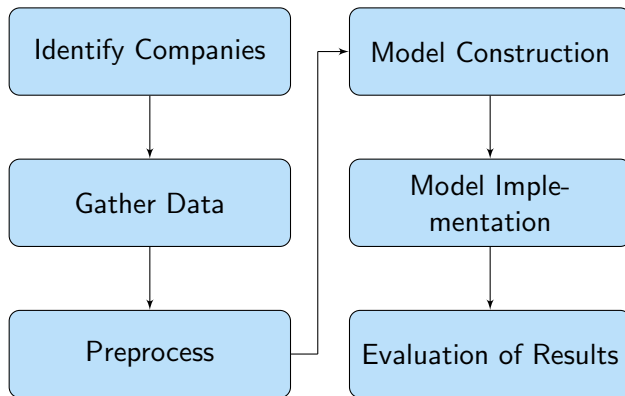 Identify Companies
Gather Data
Preprocess
Model Construction
Model Imple-
mentation
Evaluation of Results